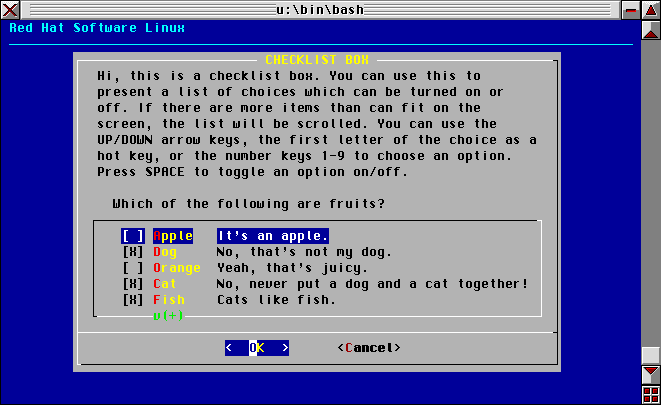 u:\bin\bash
Red Hat Software Linux
CHECKLIST BOX
Hi, this is a checklist box. You can use this to
present a list of choices which can be turned on or
off. If there are more items than can fit on the
screen, the list will be scrolled. You can use the
UP/DOWN arrow keys, the first letter of the choice as a
hot key, or the number keys 1-9 to choose an option.
Press SPACE to toggle an option on/off.
Which of the following are fruits?
[ ] Apple It's an apple.
[X] Dog No, that's not my dog.
[ ] Orange Yeah, that's juicy.
[X] Cat No, never put a dog and a cat together!
[X] Fish Cats like fish.
v(+)
< OK > <Cancel>